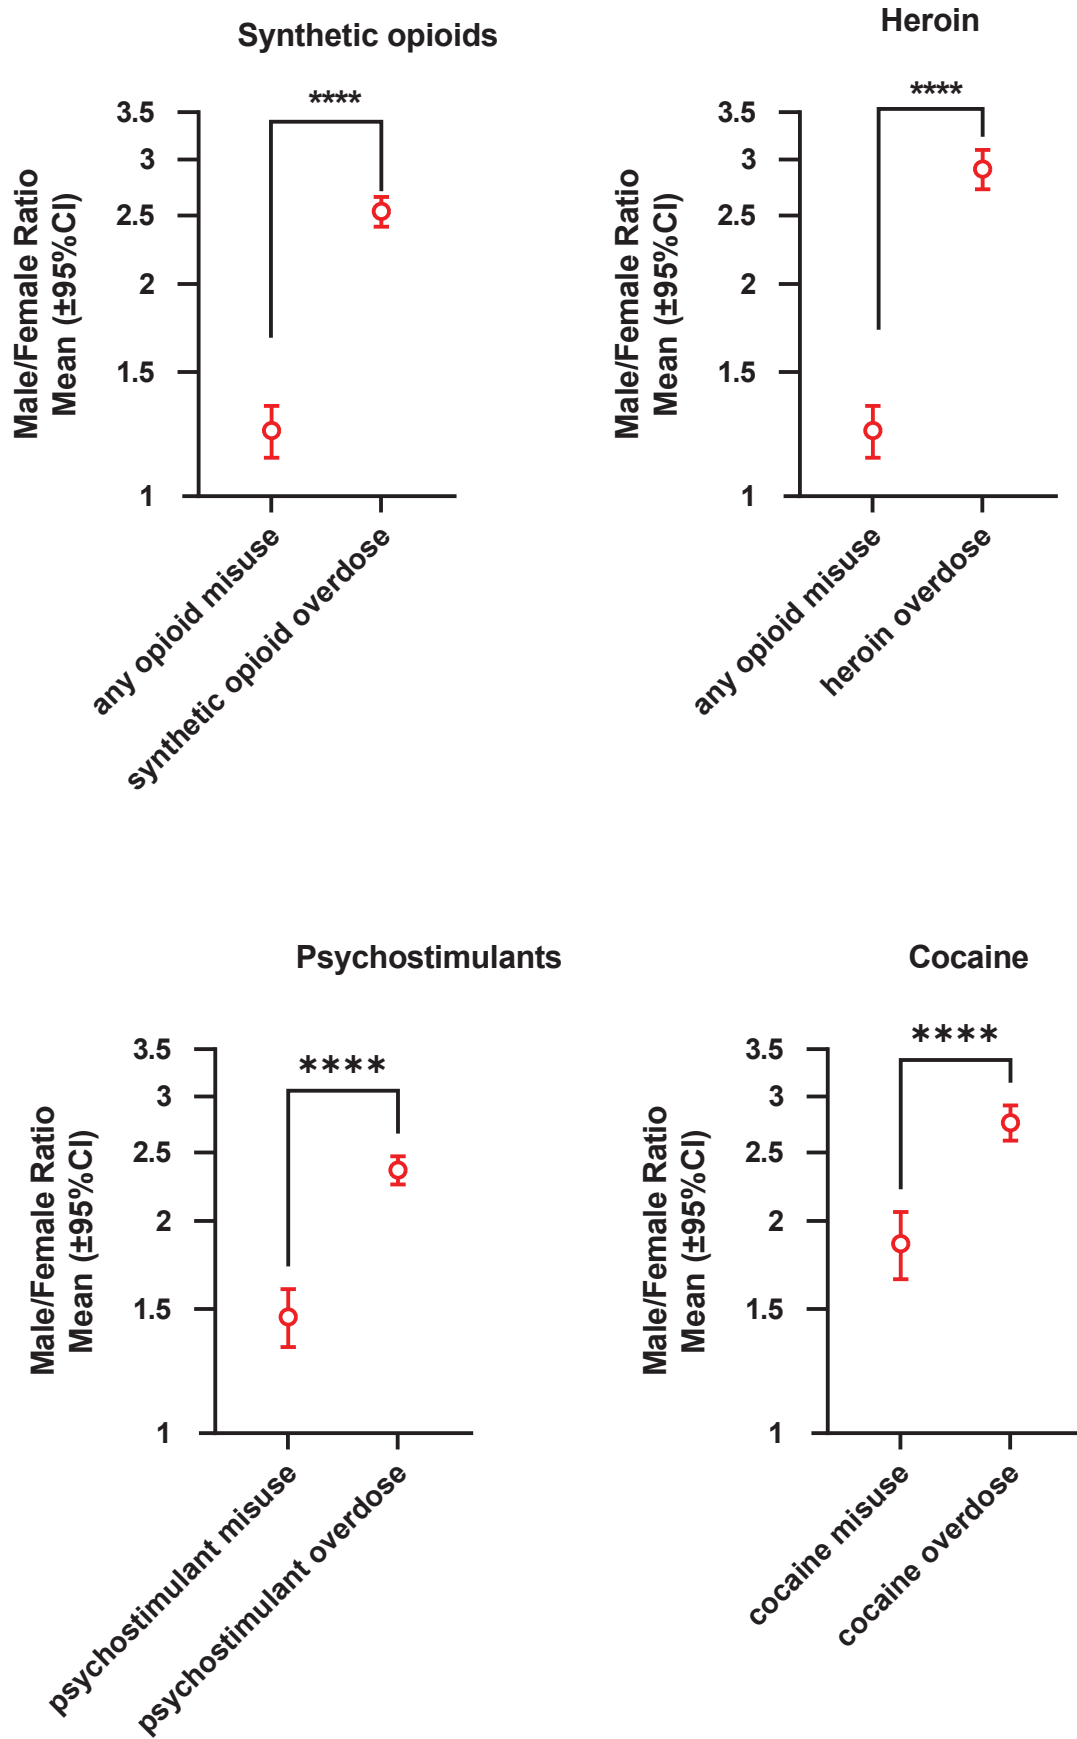 Synthetic opioids
****
3.5
3
2.5
2
1.5
1
Male/Female Ratio
Mean (±95%CI)
any opioid misuse
synthetic opioid overdose
Heroin
****
3.5
3
2.5
2
1.5
1
Male/Female Ratio
Mean (±95%CI)
any opioid misuse
heroin overdose
Psychostimulants
****
3.5
3
2.5
2
1.5
1
Male/Female Ratio
Mean (±95%CI)
psychostimulant misuse
psychostimulant overdose
Cocaine
****
3.5
3
2.5
2
1.5
1
Male/Female Ratio
Mean (±95%CI)
cocaine misuse
cocaine overdose